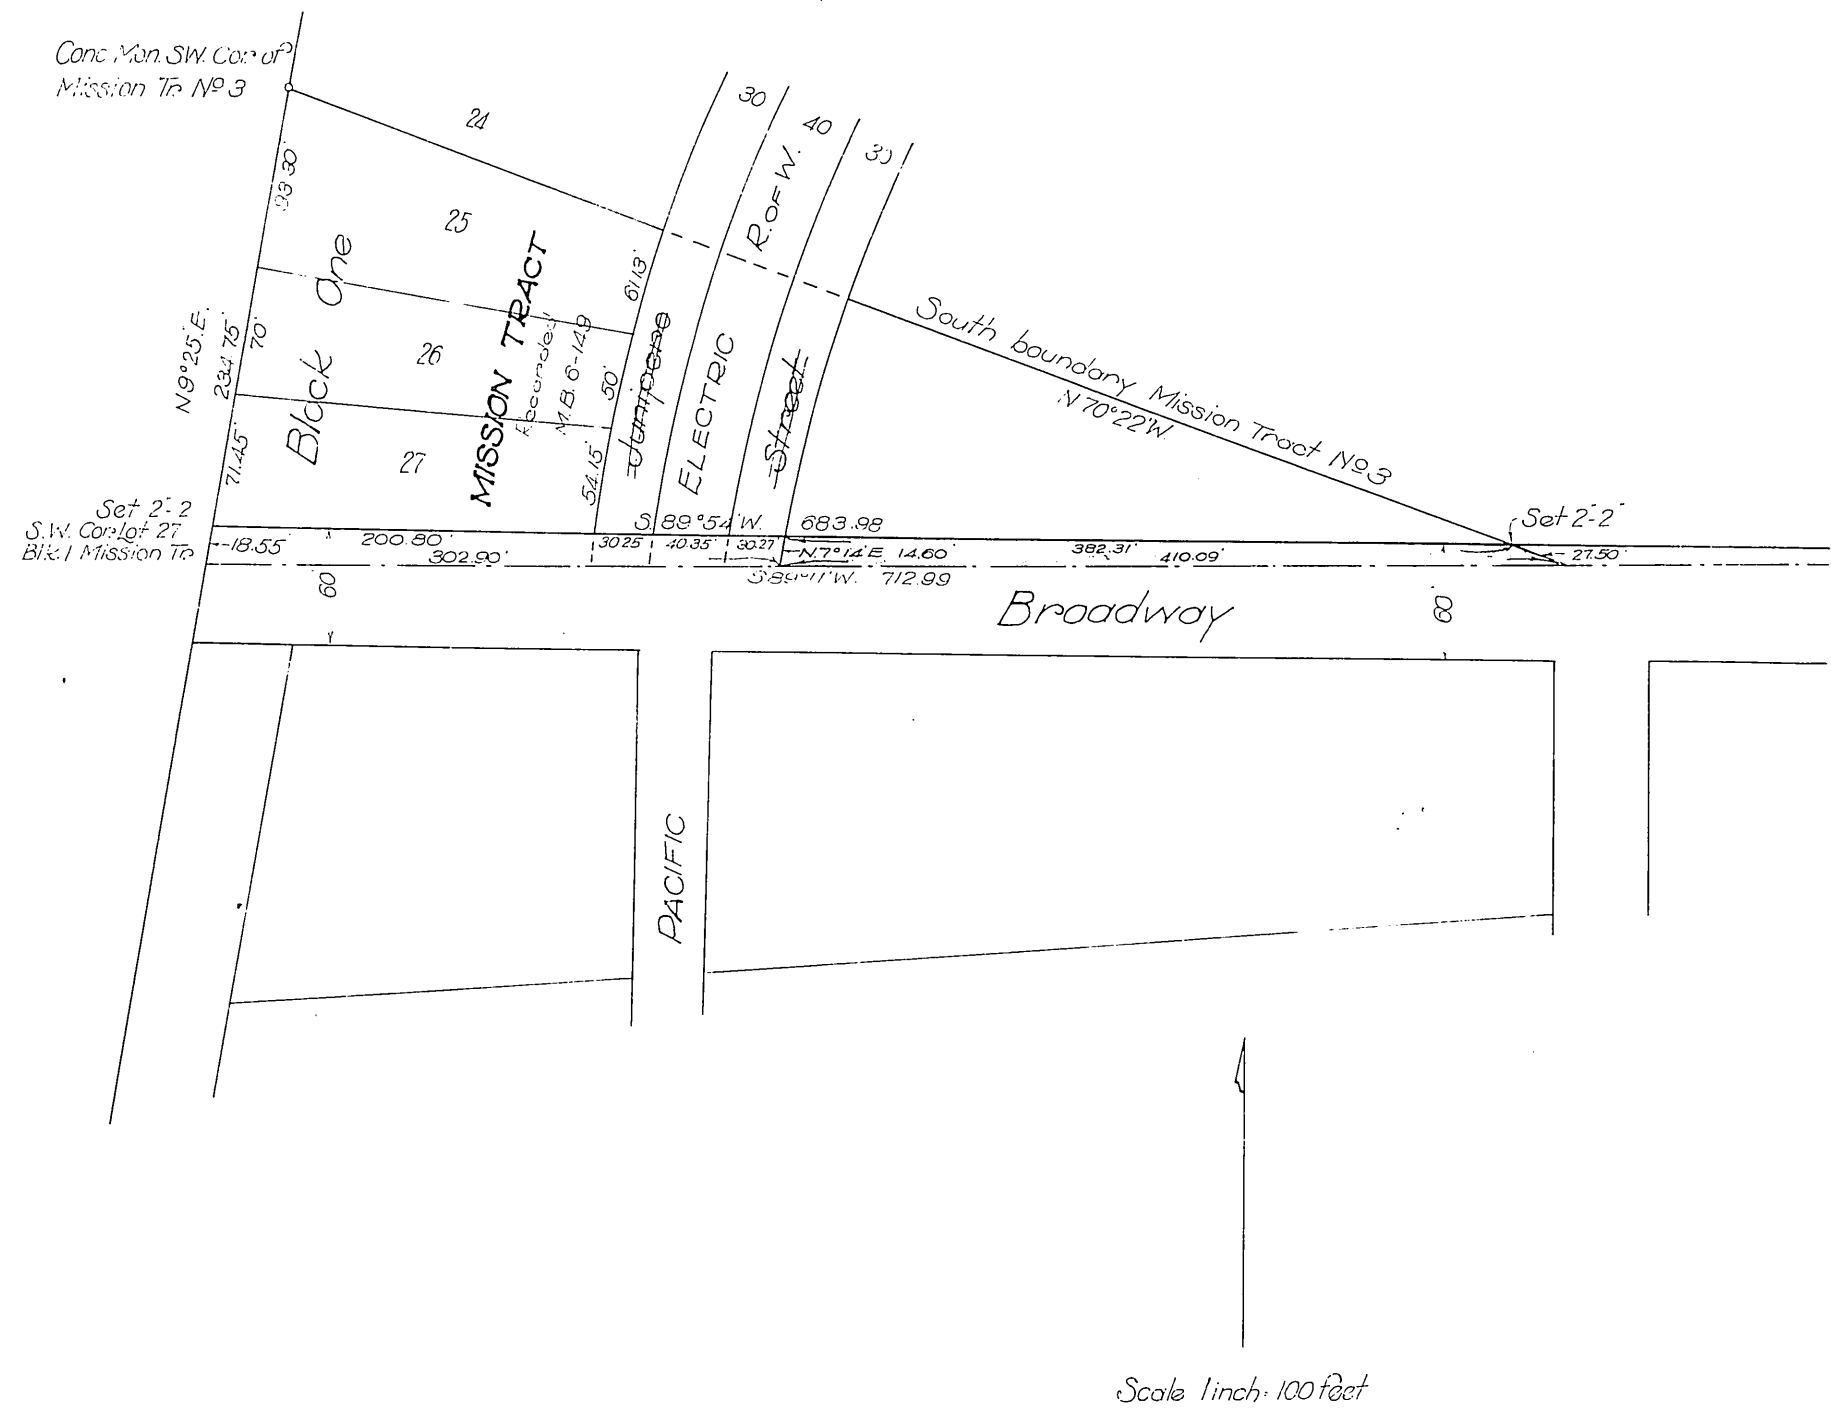 Conc. Mon. SW. Cor. of
Mission Tr. Nº 3
24
30
40
30
R. OF W.
93.30'
25
Block One
MISSION TRACT
Recorded
M.B. 6-149
61.13'
N 9° 25' E.
234.75'
70'
26
50'
Junipero
ELECTRIC
Street
South boundary Mission Tract Nº 3
N 70° 22' W.
71.45'
27
54.15'
Set 2"-2"
S.W. Cor. Lot 27
Blk. 1 Mission Tr.
S. 89° 54' W. 683.98
Set 2"-2"
18.55'
200.80'
302.90'
30.25
40.35'
30.27
N. 7° 14' E. 14.60'
382.31'
410.09'
27.50'
S 89° 11' W. 712.99
60
Broadway
60
PACIFIC
Scale 1 inch = 100 feet